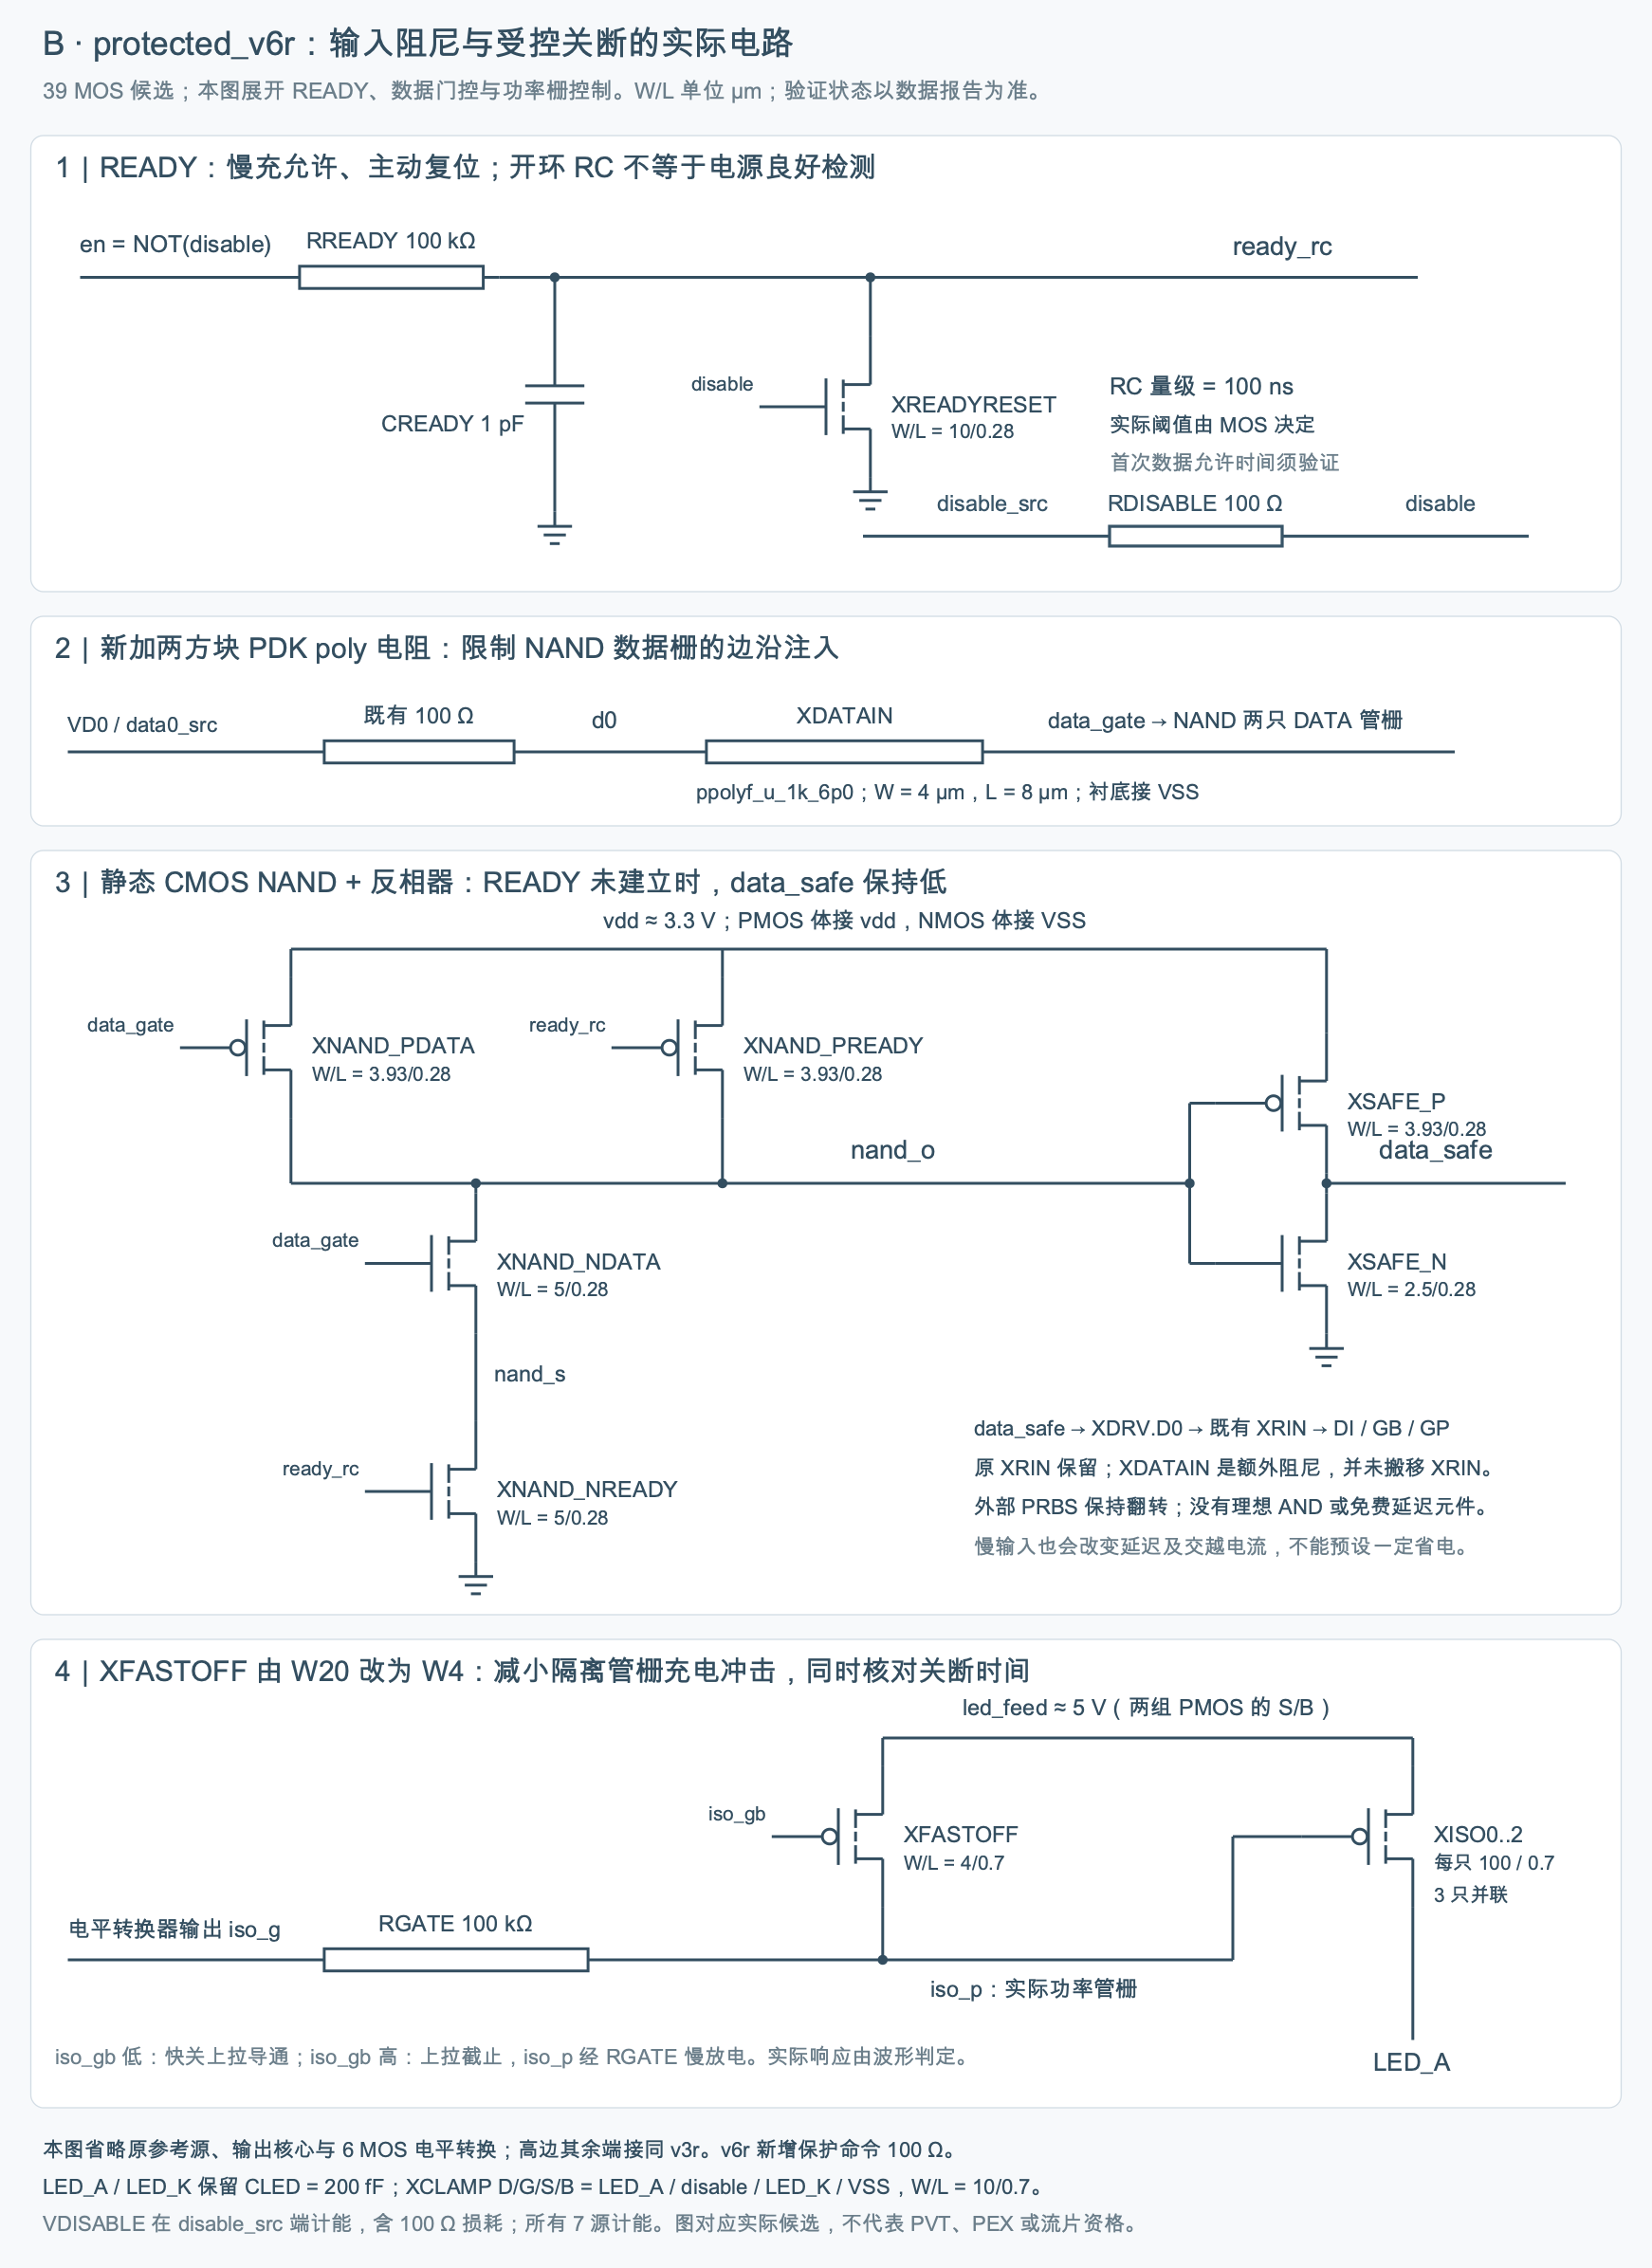 B · protected_v6r：输入阻尼与受控关断的实际电路
39 MOS 候选；本图展开 READY、数据门控与功率栅控制。W/L 单位 µm；验证状态以数据报告为准。
1｜READY：慢充允许、主动复位；开环 RC 不等于电源良好检测
en = NOT(disable)
RREADY 100 kΩ
ready_rc
CREADY 1 pF
disable
XREADYRESET
W/L = 10/0.28
RC 量级 = 100 ns
实际阈值由 MOS 决定
首次数据允许时间须验证
disable_src
RDISABLE 100 Ω
disable
2｜新加两方块 PDK poly 电阻：限制 NAND 数据栅的边沿注入
VD0 / data0_src
既有 100 Ω
d0
XDATAIN
data_gate → NAND 两只 DATA 管栅
ppolyf_u_1k_6p0；W = 4 µm，L = 8 µm；衬底接 VSS
3｜静态 CMOS NAND + 反相器：READY 未建立时，data_safe 保持低
vdd ≈ 3.3 V；PMOS 体接 vdd，NMOS 体接 VSS
data_gate
XNAND_PDATA
W/L = 3.93/0.28
ready_rc
XNAND_PREADY
W/L = 3.93/0.28
XSAFE_P
W/L = 3.93/0.28
nand_o
data_safe
data_gate
XNAND_NDATA
W/L = 5/0.28
XSAFE_N
W/L = 2.5/0.28
nand_s
ready_rc
XNAND_NREADY
W/L = 5/0.28
data_safe → XDRV.D0 → 既有 XRIN → DI / GB / GP
原 XRIN 保留；XDATAIN 是额外阻尼，并未搬移 XRIN。
外部 PRBS 保持翻转；没有理想 AND 或免费延迟元件。
慢输入也会改变延迟及交越电流，不能预设一定省电。
4｜XFASTOFF 由 W20 改为 W4：减小隔离管栅充电冲击，同时核对关断时间
led_feed ≈ 5 V（两组 PMOS 的 S/B）
iso_gb
XFASTOFF
W/L = 4/0.7
XISO0..2
每只 100 / 0.7
3 只并联
电平转换器输出 iso_g
RGATE 100 kΩ
iso_p：实际功率管栅
iso_gb 低：快关上拉导通；iso_gb 高：上拉截止，iso_p 经 RGATE 慢放电。实际响应由波形判定。
LED_A
本图省略原参考源、输出核心与 6 MOS 电平转换；高边其余端接同 v3r。v6r 新增保护命令 100 Ω。
LED_A / LED_K 保留 CLED = 200 fF；XCLAMP D/G/S/B = LED_A / disable / LED_K / VSS，W/L = 10/0.7。
VDISABLE 在 disable_src 端计能，含 100 Ω 损耗；所有 7 源计能。图对应实际候选，不代表 PVT、PEX 或流片资格。